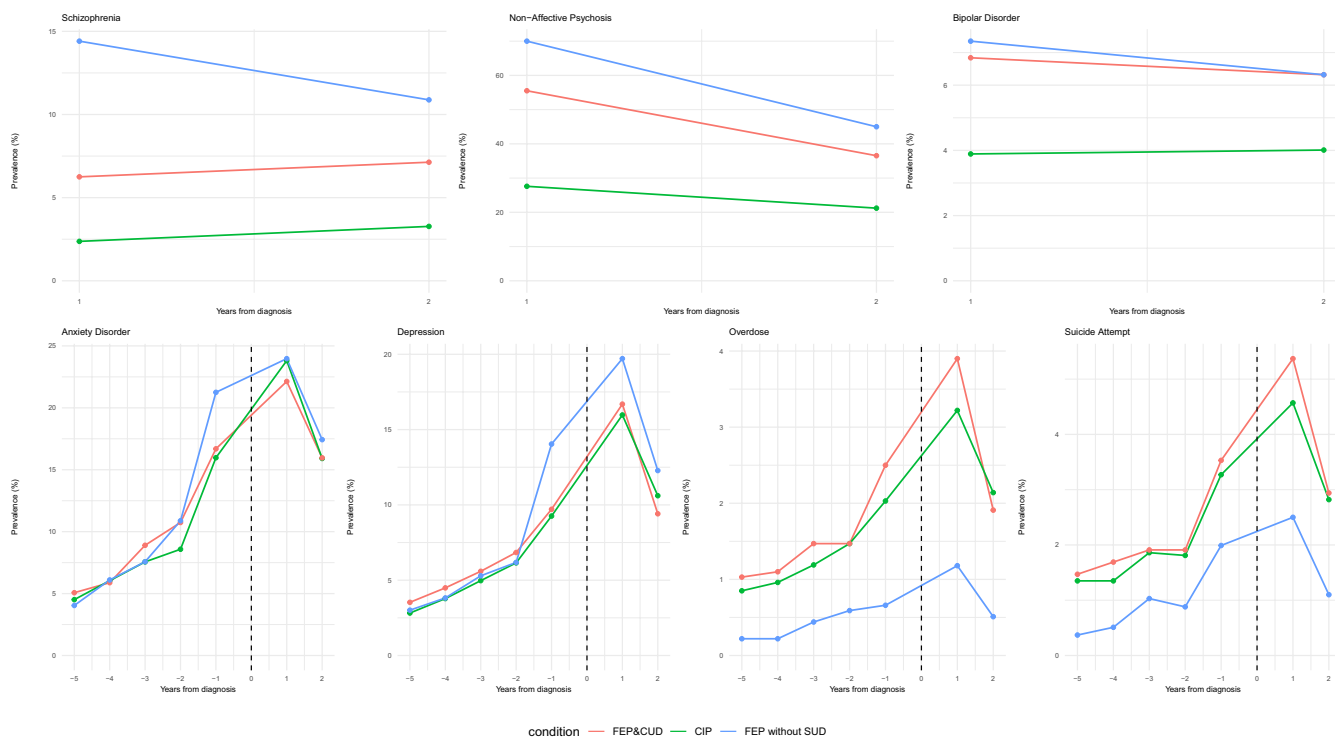 Schizophrenia
15
10
5
0
Prevalence (%)
1
2
Years from diagnosis
Non−Affective Psychosis
60
40
20
0
Prevalence (%)
1
2
Years from diagnosis
Bipolar Disorder
6
4
2
0
Prevalence (%)
1
2
Years from diagnosis
Anxiety Disorder
25
20
15
10
5
0
Prevalence (%)
−5 −4 −3 −2 −1 0 1 2
Years from diagnosis
Depression
20
15
10
5
0
Prevalence (%)
−5 −4 −3 −2 −1 0 1 2
Years from diagnosis
Overdose
4
3
2
1
0
Prevalence (%)
−5 −4 −3 −2 −1 0 1 2
Years from diagnosis
Suicide Attempt
4
2
0
Prevalence (%)
−5 −4 −3 −2 −1 0 1 2
Years from diagnosis
condition FEP&CUD CIP FEP without SUD